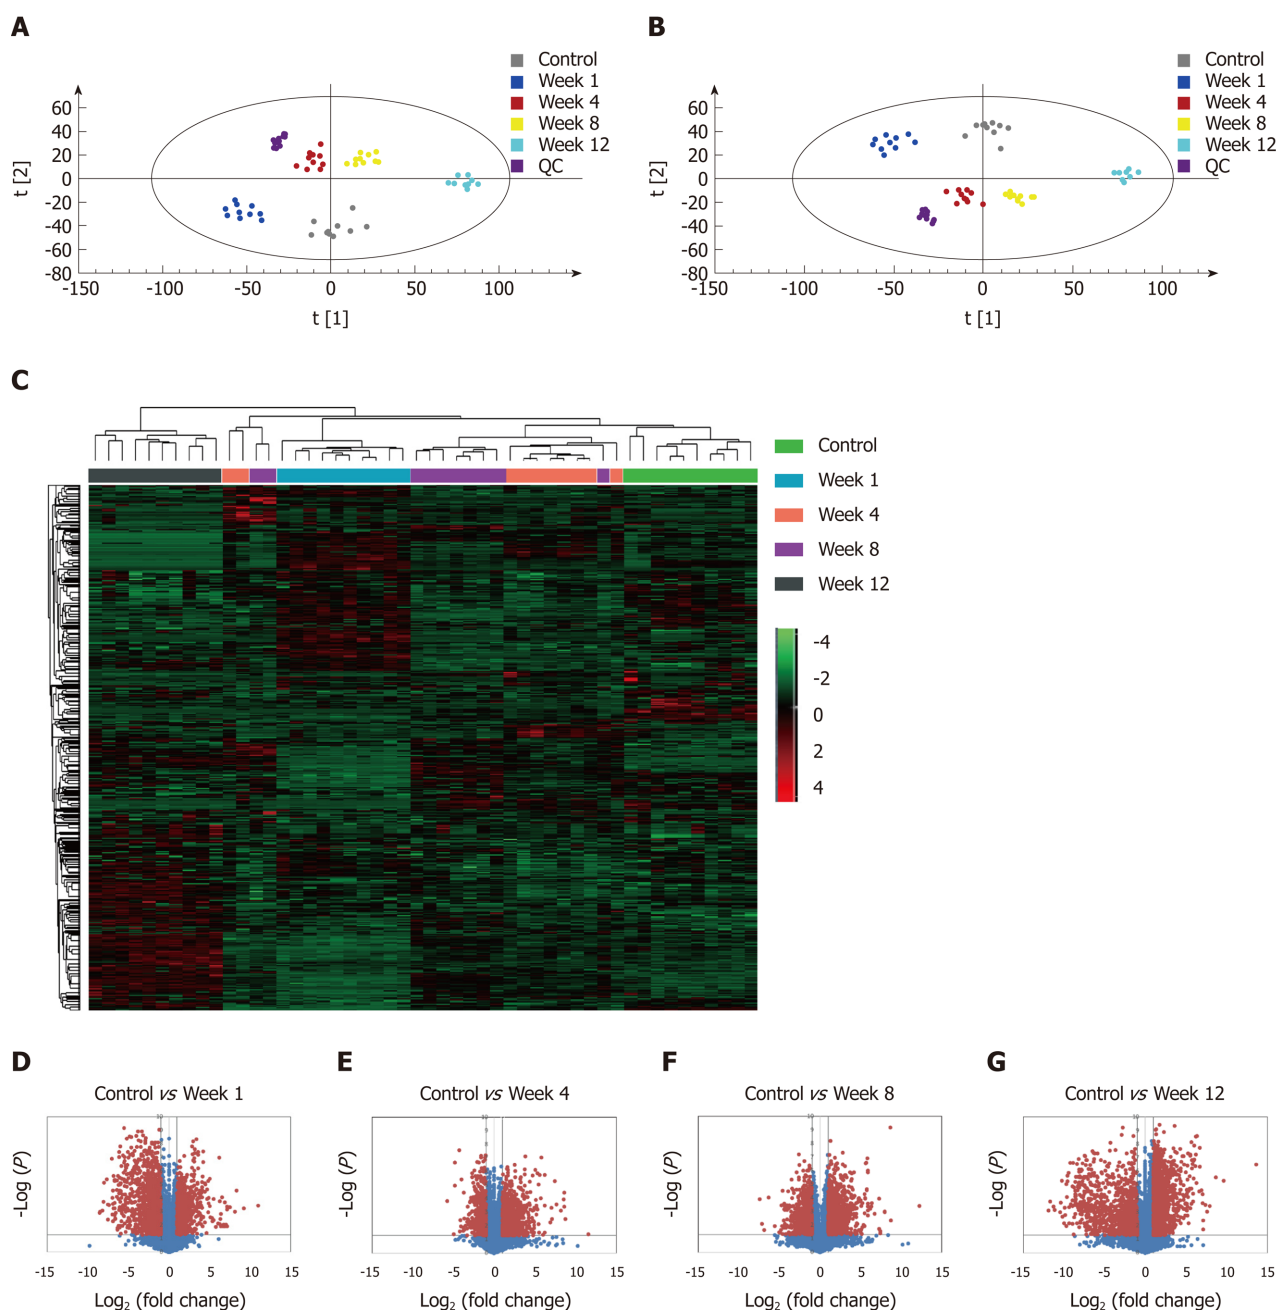 A
B
Control
Week 1
Week 4
Week 8
Week 12
QC
60
40
20
0
-20
-40
-60
-80
t [2]
-150
-100
-50
0
50
100
t [1]
Control
Week 1
Week 4
Week 8
Week 12
QC
60
40
20
0
-20
-40
-60
-80
t [2]
-150
-100
-50
0
50
100
t [1]
C
Control
Week 1
Week 4
Week 8
Week 12
-4
-2
0
2
4
D
E
F
G
Control vs Week 1
-Log (P)
-15 -10 -5 0 5 10 15
Log₂ (fold change)
Control vs Week 4
-Log (P)
-15 -10 -5 0 5 10 15
Log₂ (fold change)
Control vs Week 8
-Log (P)
-15 -10 -5 0 5 10 15
Log₂ (fold change)
Control vs Week 12
-Log (P)
-15 -10 -5 0 5 10 15
Log₂ (fold change)